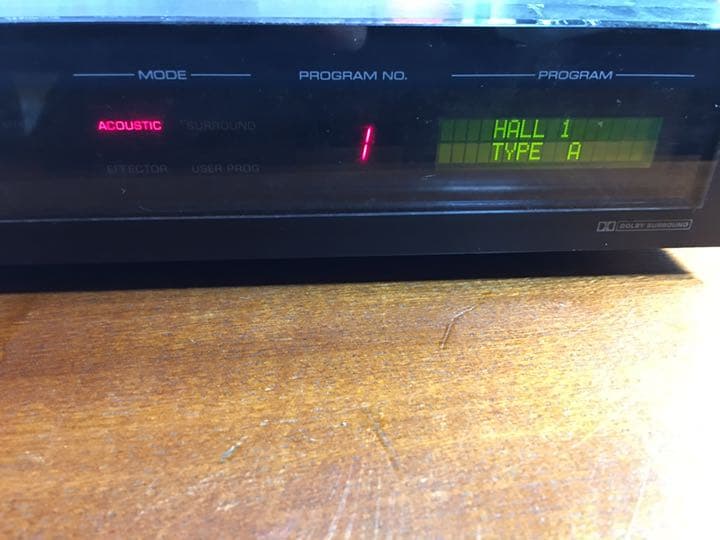 MODE
PROGRAM NO.
PROGRAM
ACOUSTIC
SURROUND
1
HALL 1
TYPE A
EFFECTOR
USER PROG
DOLBY SURROUND